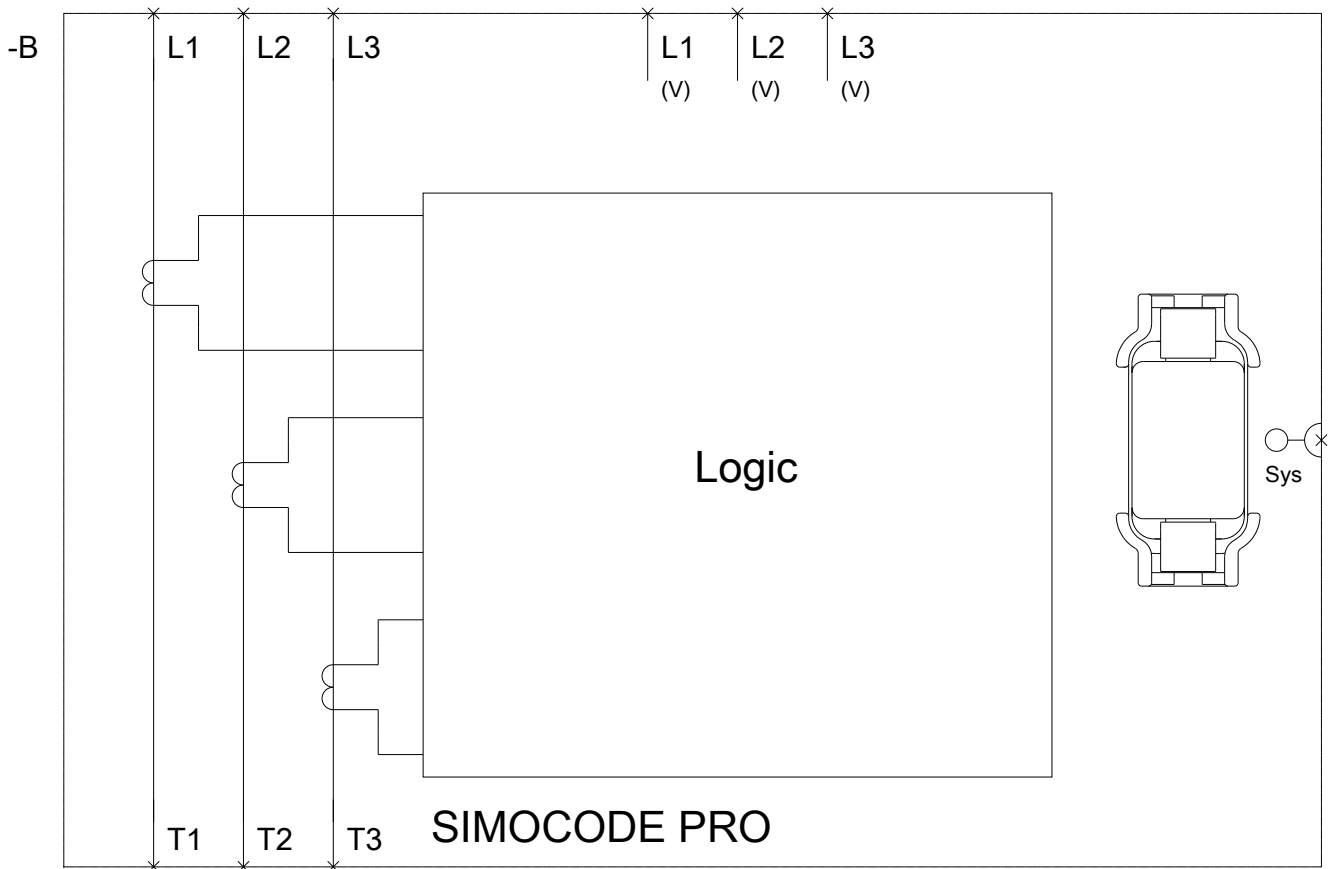 -B L1 L2 L3 L1 L2 L3
(V) (V) (V)
Logic
Sys
T1 T2 T3 SIMOCODE PRO